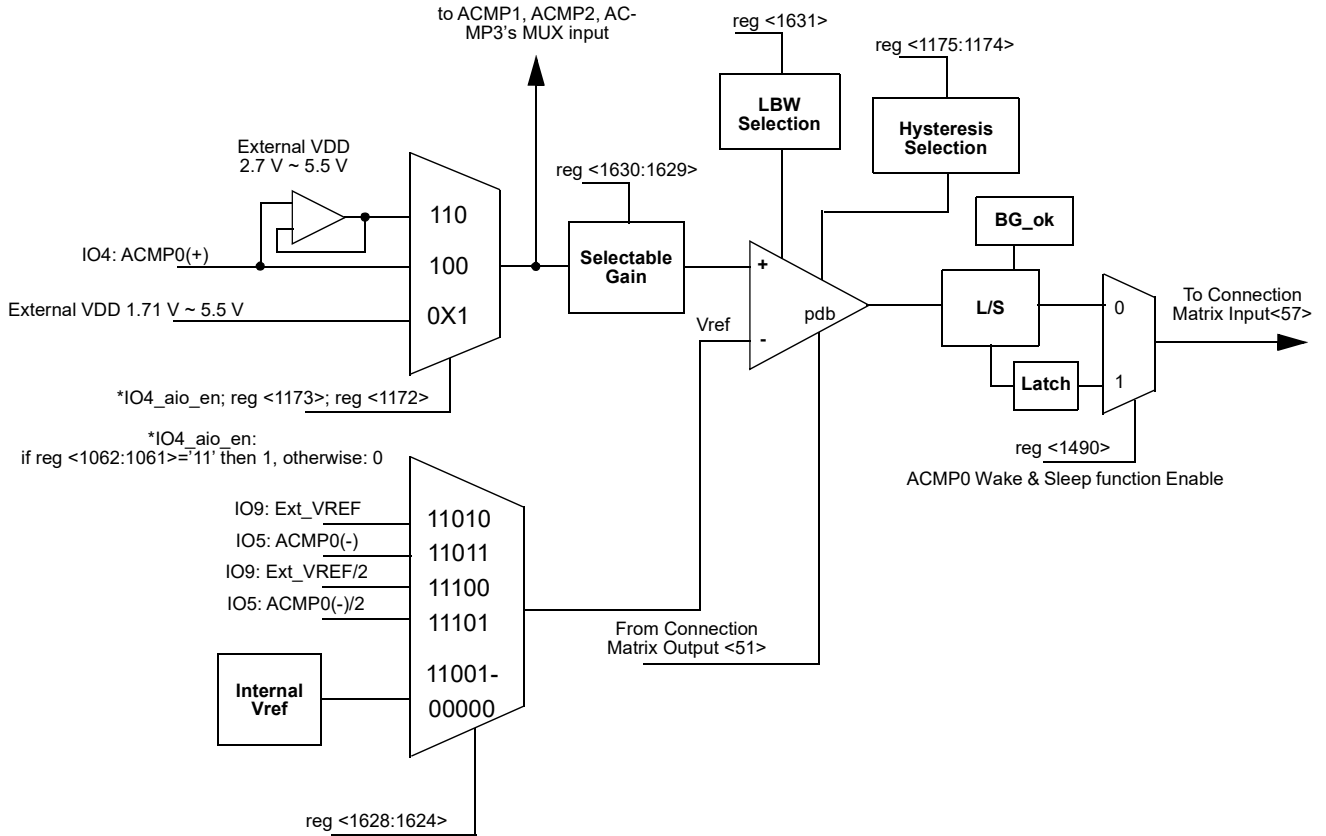 to ACMP1, ACMP2, AC-
MP3's MUX input
reg <1631>
reg <1175:1174>
LBW
Selection
Hysteresis
Selection
External VDD
2.7 V ~ 5.5 V
reg <1630:1629>
110
BG_ok
IO4: ACMP0(+)
100
Selectable
Gain
+
External VDD 1.71 V ~ 5.5 V
0X1
Vref
pdb
-
L/S
0
To Connection
Matrix Input<57>
Latch
1
*IO4_aio_en; reg <1173>; reg <1172>
*IO4_aio_en:
if reg <1062:1061>='11' then 1, otherwise: 0
reg <1490>
ACMP0 Wake & Sleep function Enable
IO9: Ext_VREF
11010
IO5: ACMP0(-)
11011
IO9: Ext_VREF/2
11100
IO5: ACMP0(-)/2
11101
From Connection
Matrix Output <51>
Internal
Vref
11001-
00000
reg <1628:1624>